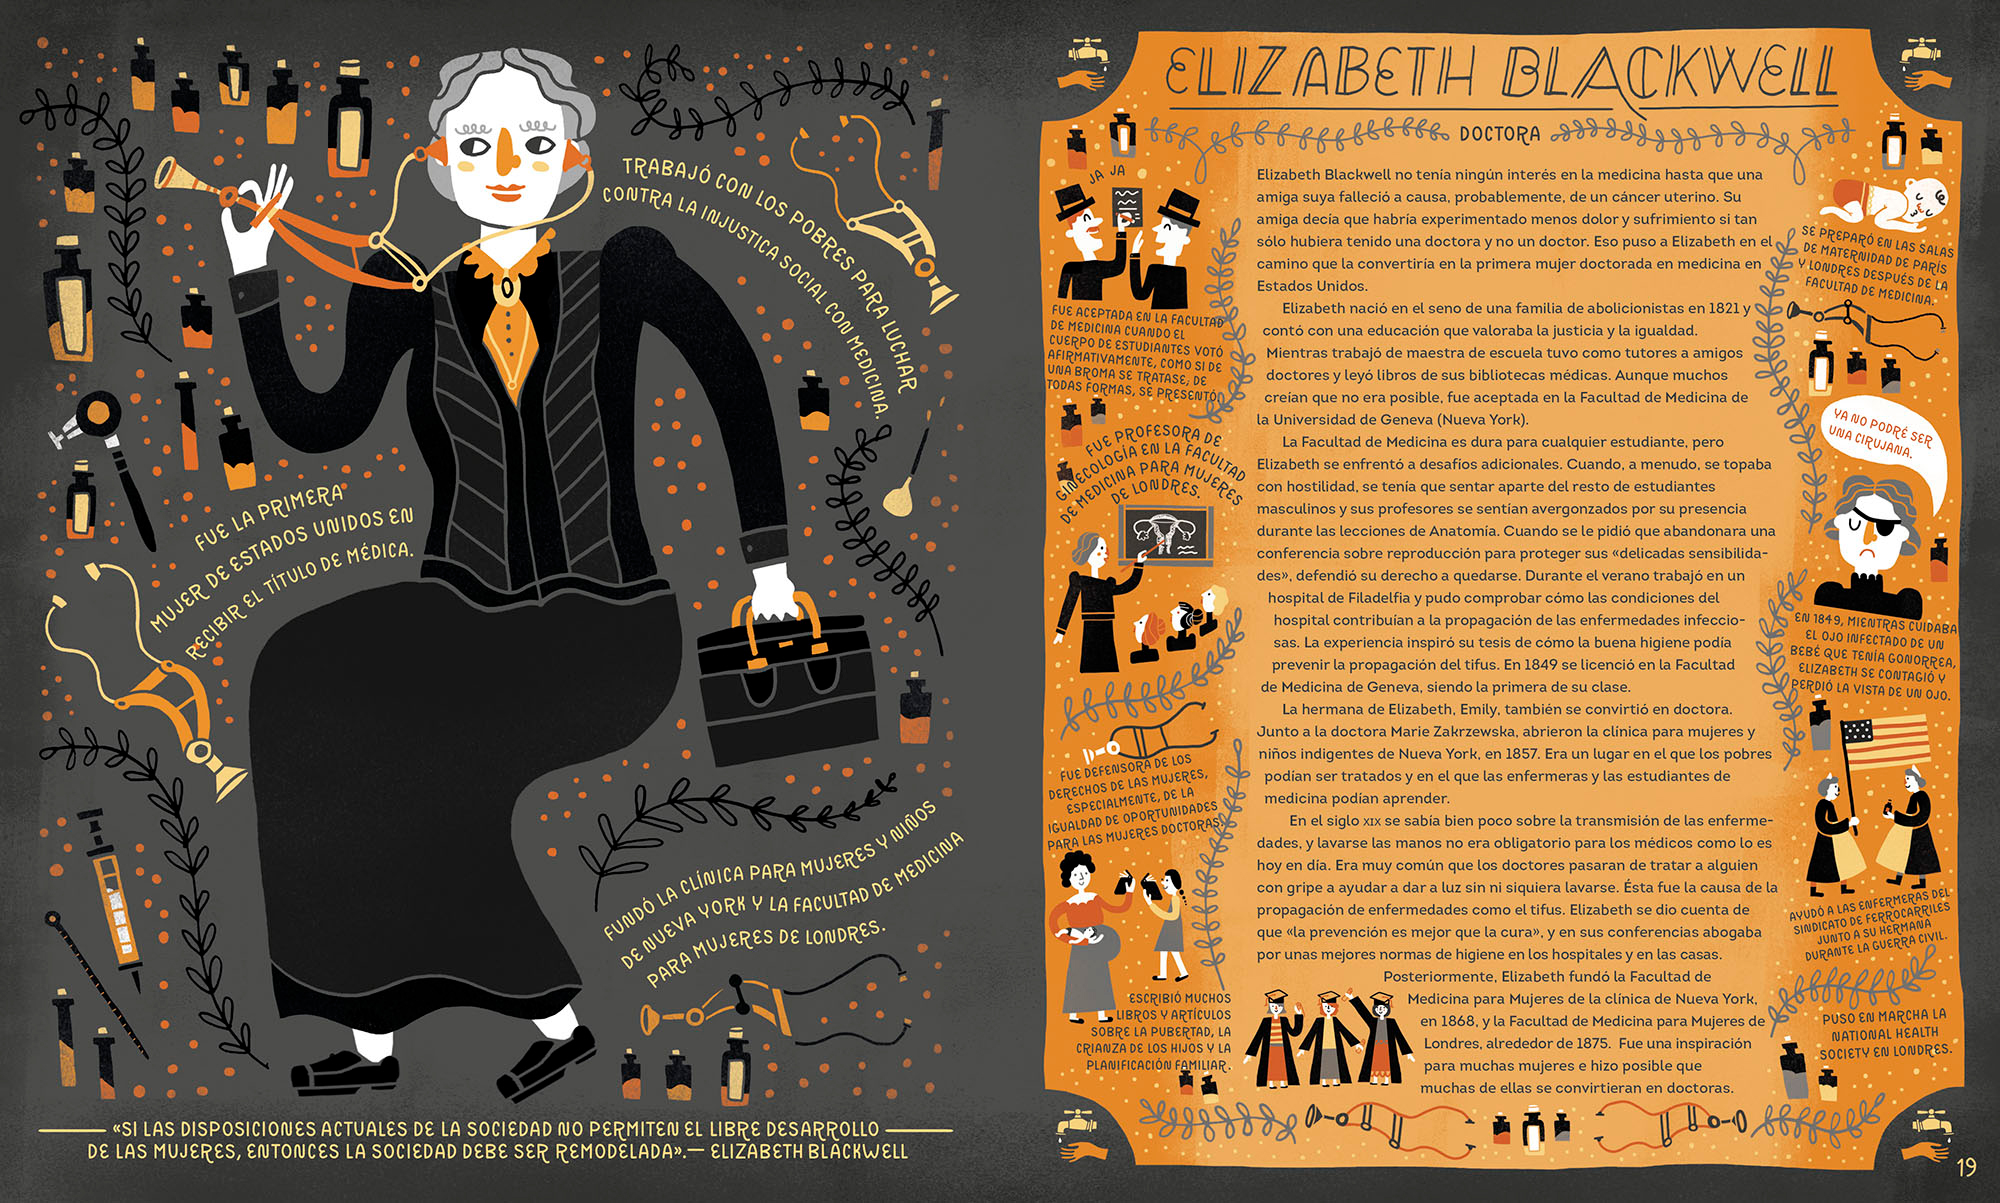 TRABAJÓ CON LOS POBRES PARA LUCHAR
CONTRA LA INJUSTICIA SOCIAL CON MEDICINA.
FUE LA PRIMERA
MUJER DE ESTADOS UNIDOS EN
RECIBIR EL TÍTULO DE MÉDICA.
FUNDÓ LA CLÍNICA PARA MUJERES Y NIÑOS
DE NUEVA YORK Y LA FACULTAD DE MEDICINA
PARA MUJERES DE LONDRES.
«SI LAS DISPOSICIONES ACTUALES DE LA SOCIEDAD NO PERMITEN EL LIBRE DESARROLLO
DE LAS MUJERES, ENTONCES LA SOCIEDAD DEBE SER REMODELADA».— ELIZABETH BLACKWELL
ELIZABETH BLACKWELL
DOCTORA
JA JA
FUE ACEPTADA EN LA FACULTAD
DE MEDICINA CUANDO EL
CUERPO DE ESTUDIANTES VOTÓ
AFIRMATIVAMENTE, COMO SI DE
UNA BROMA SE TRATASE, DE
TODAS FORMAS, SE PRESENTÓ.
FUE PROFESORA DE
GINECOLOGÍA EN LA FACULTAD
DE MEDICINA PARA MUJERES
DE LONDRES.
FUE DEFENSORA DE LOS
DERECHOS DE LAS MUJERES,
ESPECIALMENTE, DE LA
IGUALDAD DE OPORTUNIDADES
PARA LAS MUJERES DOCTORAS.
ESCRIBIÓ MUCHOS
LIBROS Y ARTÍCULOS
SOBRE LA PUBERTAD, LA
CRIANZA DE LOS HIJOS Y LA
PLANIFICACIÓN FAMILIAR.
Elizabeth Blackwell no tenía ningún interés en la medicina hasta que una
amiga suya falleció a causa, probablemente, de un cáncer uterino. Su
amiga decía que habría experimentado menos dolor y sufrimiento si tan
sólo hubiera tenido una doctora y no un doctor. Eso puso a Elizabeth en el
camino que la convertiría en la primera mujer doctorada en medicina en
Estados Unidos.
Elizabeth nació en el seno de una familia de abolicionistas en 1821 y
contó con una educación que valoraba la justicia y la igualdad.
Mientras trabajó de maestra de escuela tuvo como tutores a amigos
doctores y leyó libros de sus bibliotecas médicas. Aunque muchos
creían que no era posible, fue aceptada en la Facultad de Medicina de
la Universidad de Geneva (Nueva York).
La Facultad de Medicina es dura para cualquier estudiante, pero
Elizabeth se enfrentó a desafíos adicionales. Cuando, a menudo, se topaba
con hostilidad, se tenía que sentar aparte del resto de estudiantes
masculinos y sus profesores se sentían avergonzados por su presencia
durante las lecciones de Anatomía. Cuando se le pidió que abandonara una
conferencia sobre reproducción para proteger sus «delicadas sensibilida-
des», defendió su derecho a quedarse. Durante el verano trabajó en un
hospital de Filadelfia y pudo comprobar cómo las condiciones del
hospital contribuían a la propagación de las enfermedades infeccio-
sas. La experiencia inspiró su tesis de cómo la buena higiene podía
prevenir la propagación del tifus. En 1849 se licenció en la Facultad
de Medicina de Geneva, siendo la primera de su clase.
La hermana de Elizabeth, Emily, también se convirtió en doctora.
Junto a la doctora Marie Zakrzewska, abrieron la clínica para mujeres y
niños indigentes de Nueva York, en 1857. Era un lugar en el que los pobres
podían ser tratados y en el que las enfermeras y las estudiantes de
medicina podían aprender.
En el siglo XIX se sabía bien poco sobre la transmisión de las enferme-
dades, y lavarse las manos no era obligatorio para los médicos como lo es
hoy en día. Era muy común que los doctores pasaran de tratar a alguien
con gripe a ayudar a dar a luz sin ni siquiera lavarse. Ésta fue la causa de la
propagación de enfermedades como el tifus. Elizabeth se dio cuenta de
que «la prevención es mejor que la cura», y en sus conferencias abogaba
por unas mejores normas de higiene en los hospitales y en las casas.
Posteriormente, Elizabeth fundó la Facultad de
Medicina para Mujeres de la clínica de Nueva York,
en 1868, y la Facultad de Medicina para Mujeres de
Londres, alrededor de 1875. Fue una inspiración
para muchas mujeres e hizo posible que
muchas de ellas se convirtieran en doctoras.
SE PREPARÓ EN LAS SALAS
DE MATERNIDAD DE PARÍS
Y LONDRES DESPUÉS DE LA
FACULTAD DE MEDICINA.
YA NO PODRÉ SER
UNA CIRUJANA.
EN 1849, MIENTRAS CUIDABA
EL OJO INFECTADO DE UN
BEBÉ QUE TENÍA GONORREA,
ELIZABETH SE CONTAGIÓ Y
PERDIÓ LA VISTA DE UN OJO.
AYUDÓ A LAS ENFERMERAS DEL
SINDICATO DE FERROCARRILES
JUNTO A SU HERMANA
DURANTE LA GUERRA CIVIL.
PUSO EN MARCHA LA
NATIONAL HEALTH
SOCIETY EN LONDRES.
19